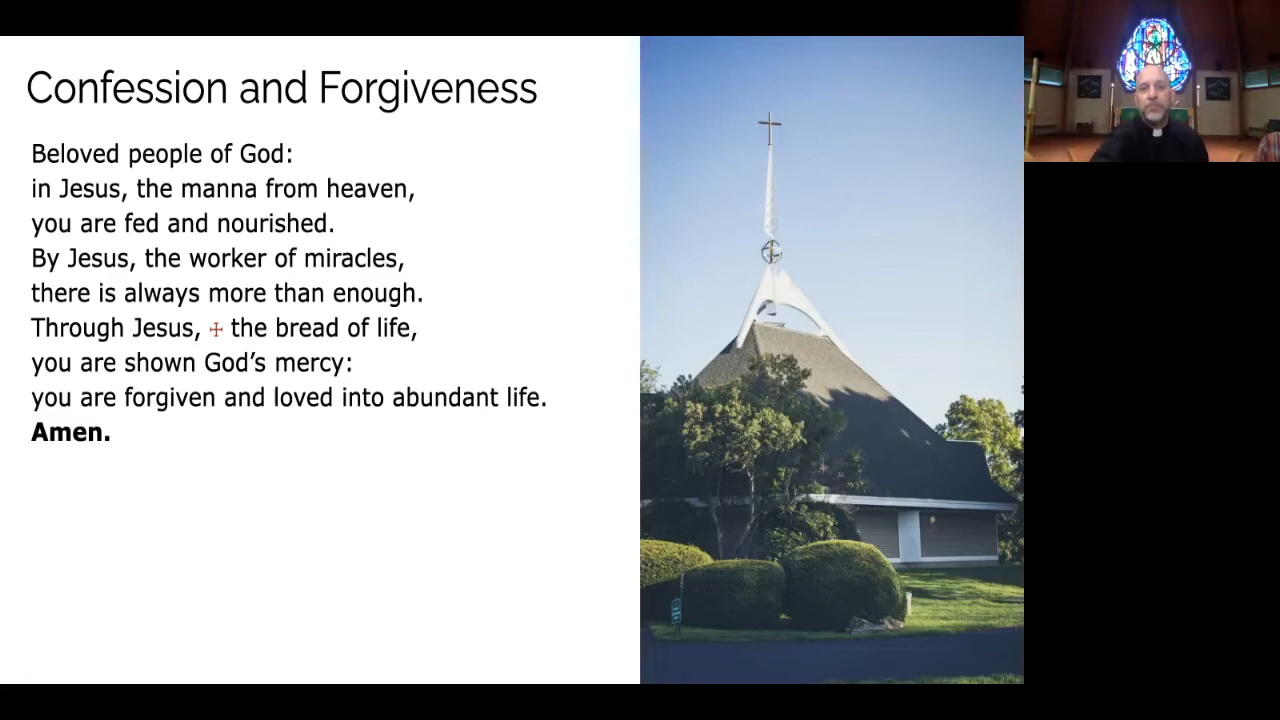 Confession and Forgiveness
Beloved people of God:
in Jesus, the manna from heaven,
you are fed and nourished.
By Jesus, the worker of miracles,
there is always more than enough.
Through Jesus, ☩ the bread of life,
you are shown God’s mercy:
you are forgiven and loved into abundant life.
Amen.